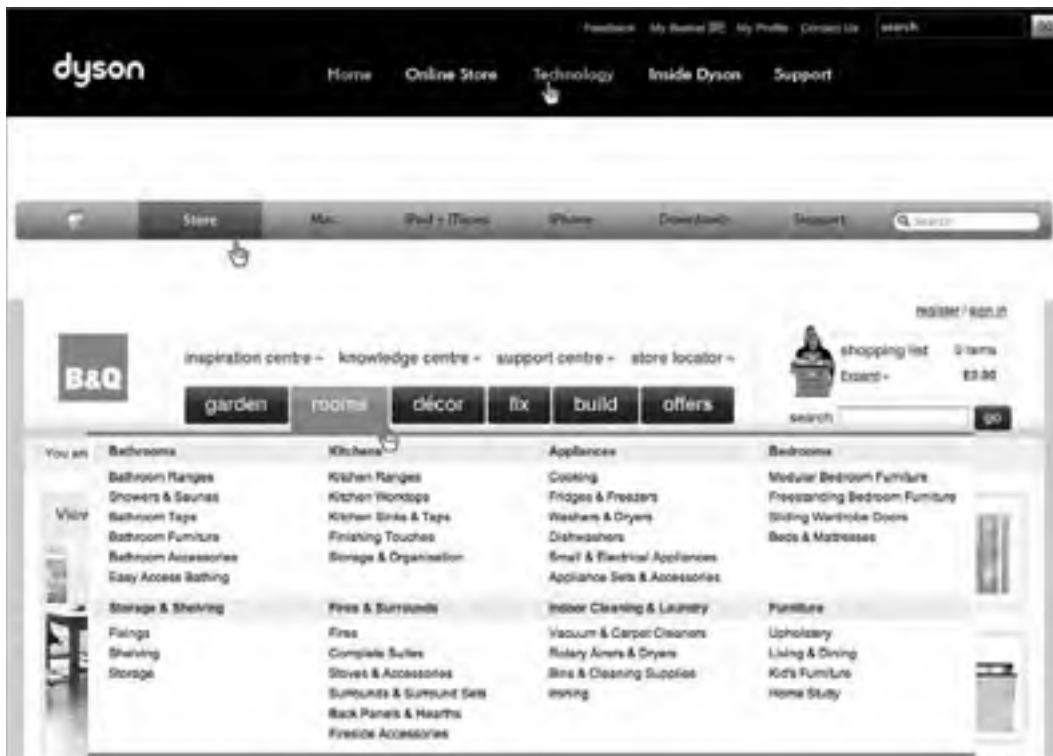 Feedback My Basket My Profile Contact Us search GO
dyson Home Online Store Technology Inside Dyson Support
Store Mac iPod + iTunes iPhone Downloads Support Search
register / sign in
B&Q inspiration centre knowledge centre support centre store locator shopping list 0 items
Expand £0.00
garden rooms décor fix build offers
search go
You are
Bathrooms Kitchens Appliances Bedrooms
Bathroom Ranges Kitchen Ranges Cooking Modular Bedroom Furniture
Showers & Saunas Kitchen Worktops Fridges & Freezers Freestanding Bedroom Furniture
View Bathroom Taps Kitchen Sinks & Taps Washers & Dryers Sliding Wardrobe Doors
Bathroom Furniture Finishing Touches Dishwashers Beds & Mattresses
Bathroom Accessories Storage & Organisation Small & Electrical Appliances
Easy Access Bathing Appliance Sets & Accessories
Storage & Shelving Fires & Surrounds Indoor Cleaning & Laundry Furniture
Fixings Fires Vacuum & Carpet Cleaners Upholstery
Shelving Complete Suites Rotary Airers & Dryers Living & Dining
Storage Stoves & Accessories Bins & Cleaning Supplies Kid's Furniture
Surrounds & Surround Sets Ironing Home Study
Back Panels & Hearths
Fireside Accessories